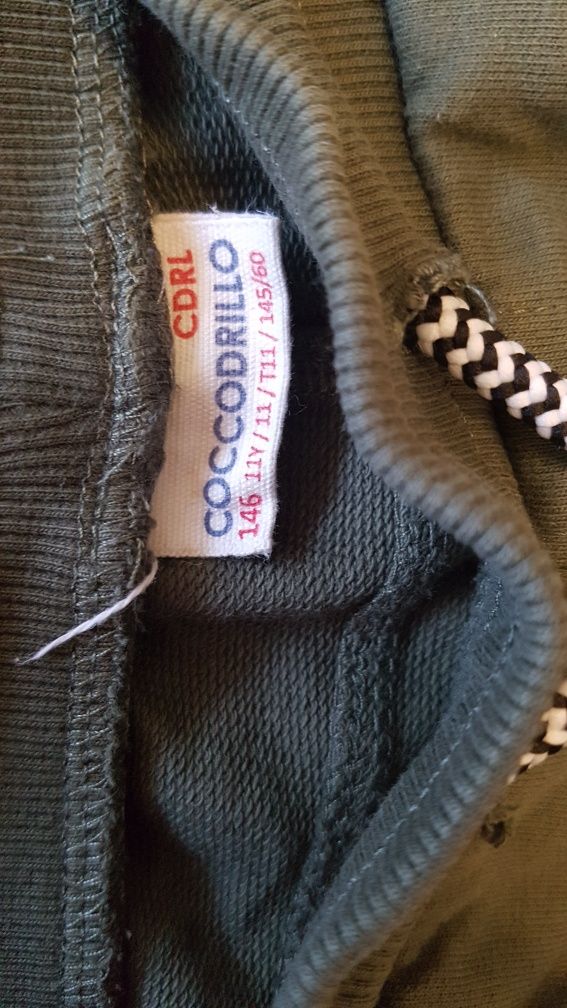 CDRL
COCCODRILLO
146 11Y / 11 / T11 / 145/60